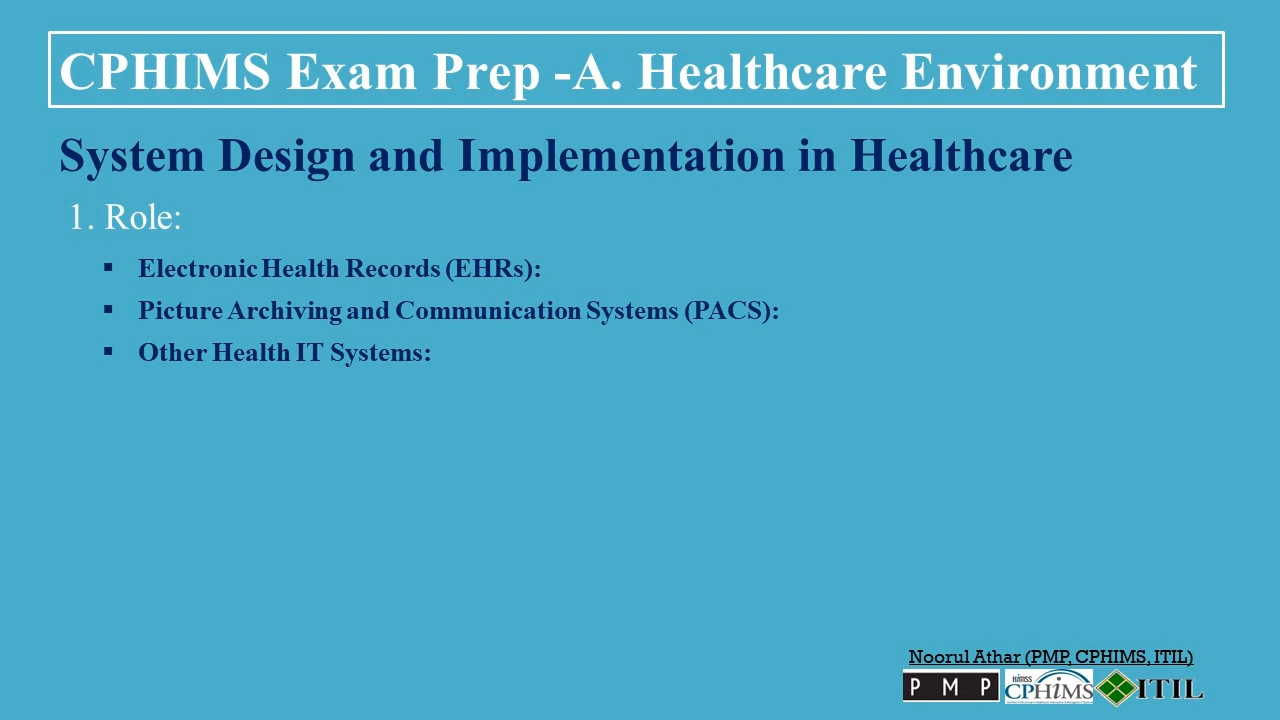 CPHIMS Exam Prep -A. Healthcare Environment
System Design and Implementation in Healthcare
1. Role:
▪ Electronic Health Records (EHRs):
▪ Picture Archiving and Communication Systems (PACS):
▪ Other Health IT Systems:
Noorul Athar (PMP, CPHIMS, ITIL)
PMP HIMSS CPHIMS ITIL